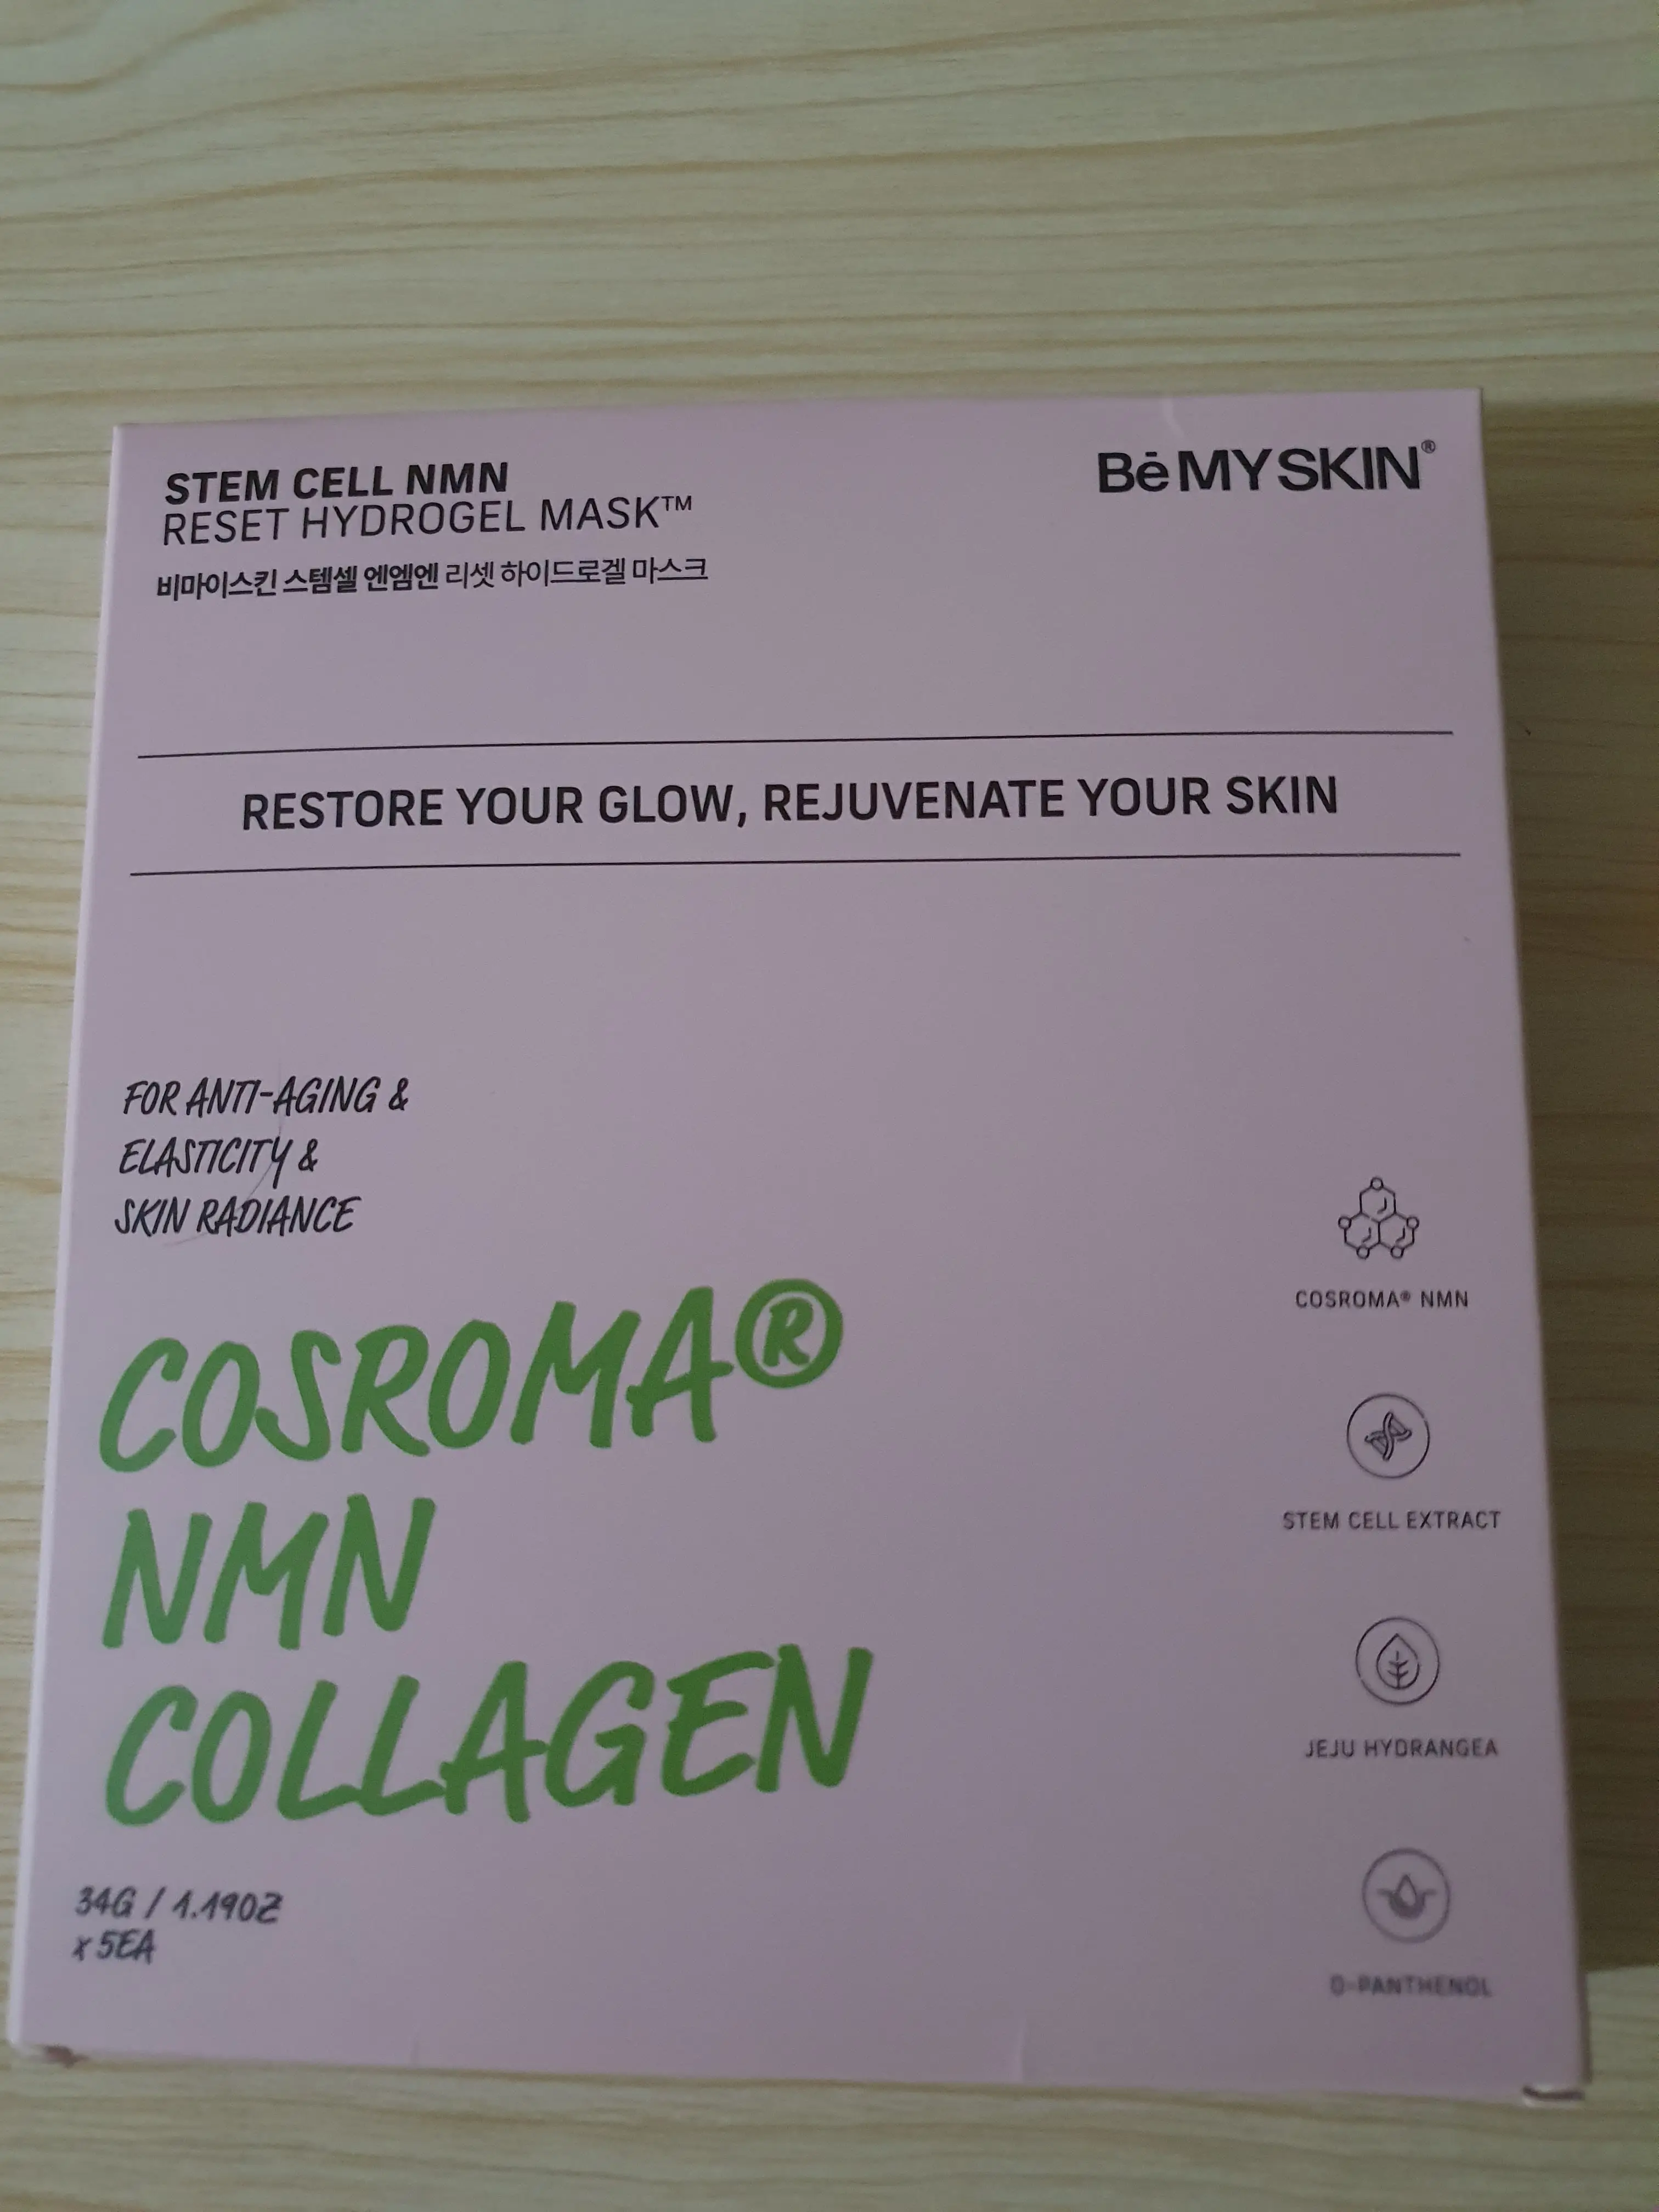 STEM CELL NMN
RESET HYDROGEL MASK™
비마이스킨 스템셀 엔엠엔 리셋 하이드로겔 마스크
BėMYSKIN®
RESTORE YOUR GLOW, REJUVENATE YOUR SKIN
FOR ANTI-AGING &
ELASTICITY &
SKIN RADIANCE
COSROMA®
NMN
COLLAGEN
34G / 1.19OZ
x 5EA
COSROMA® NMN
STEM CELL EXTRACT
JEJU HYDRANGEA
D-PANTHENOL